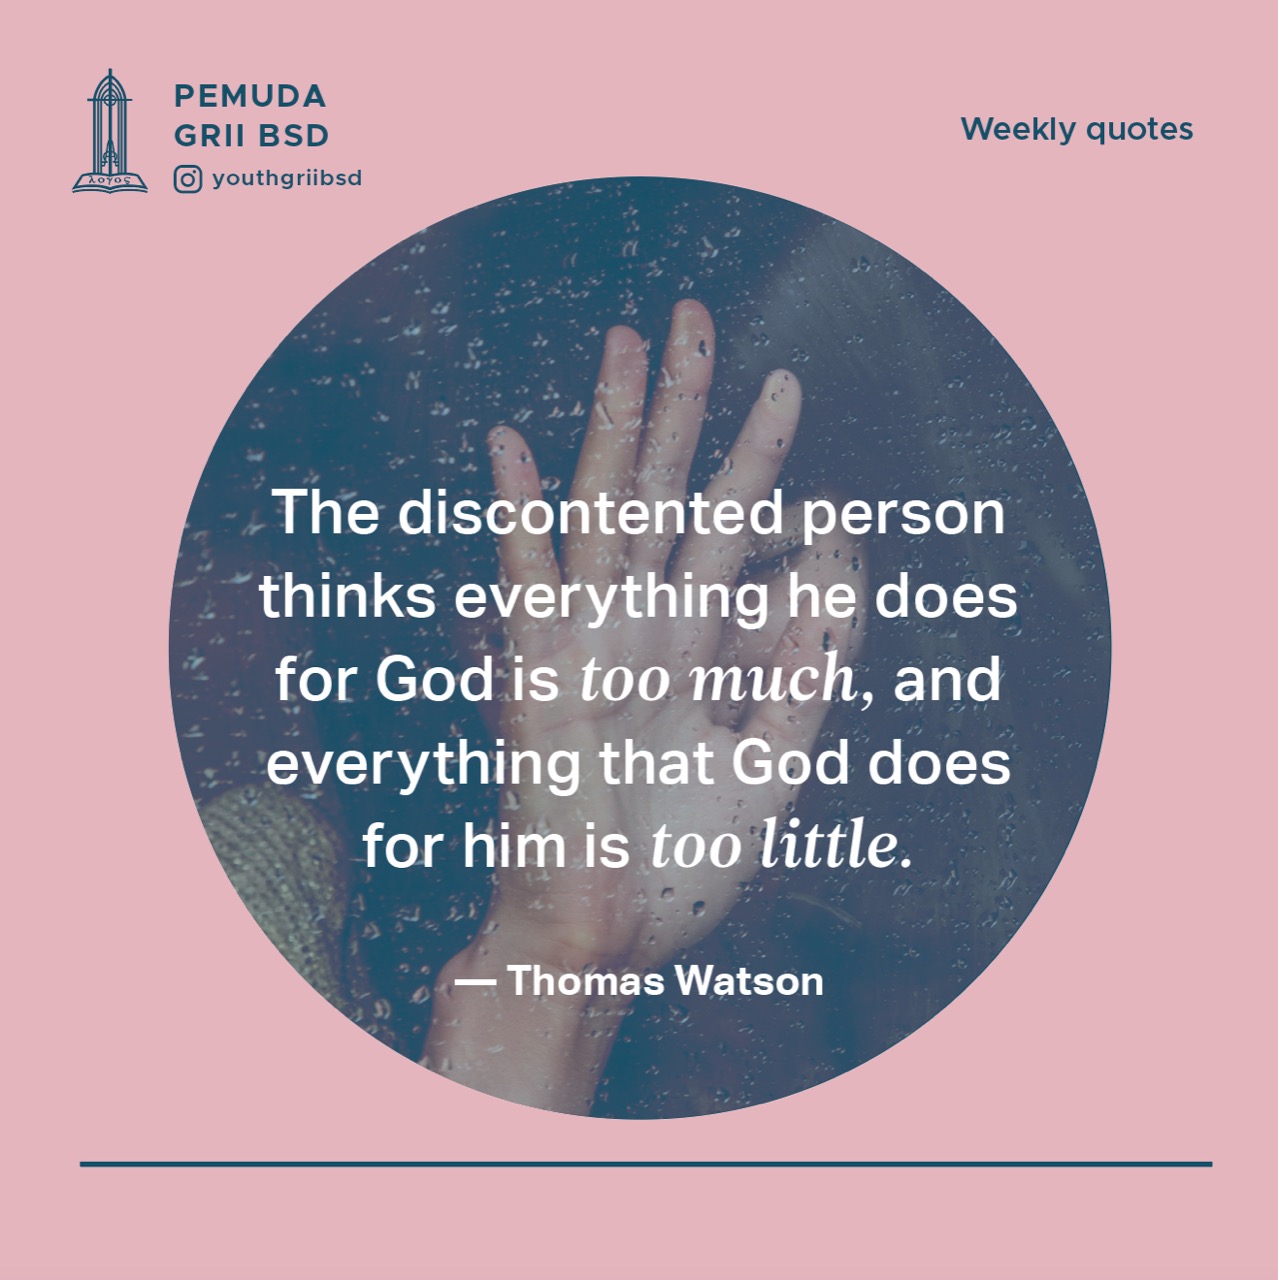 PEMUDA
GRII BSD
youthgriibsd
λογος
Weekly quotes
The discontented person
thinks everything he does
for God is too much, and
everything that God does
for him is too little.
— Thomas Watson